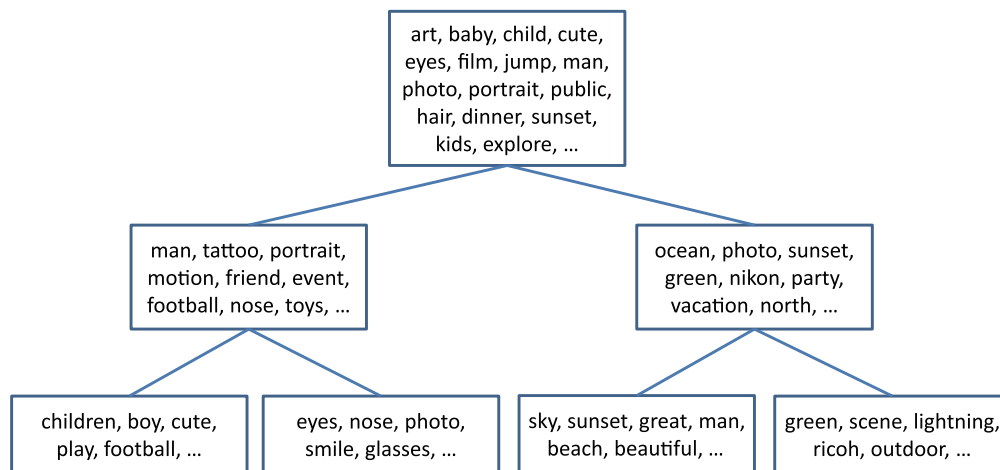 art, baby, child, cute,
eyes, film, jump, man,
photo, portrait, public,
hair, dinner, sunset,
kids, explore, ...
man, tattoo, portrait,
motion, friend, event,
football, nose, toys, ...
ocean, photo, sunset,
green, nikon, party,
vacation, north, ...
children, boy, cute,
play, football, ...
eyes, nose, photo,
smile, glasses, ...
sky, sunset, great, man,
beach, beautiful, ...
green, scene, lightning,
ricoh, outdoor, ...